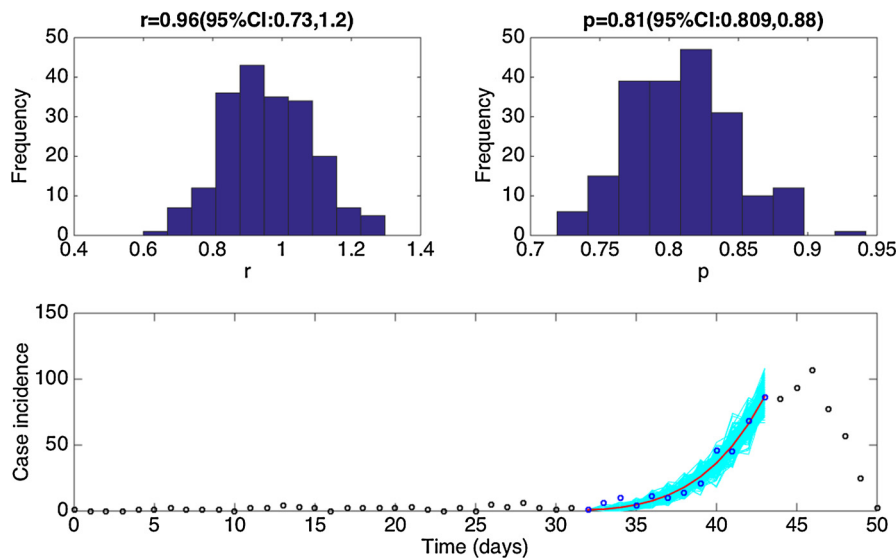 r=0.96(95%CI:0.73,1.2)
50
40
30
20
10
0
Frequency
0.4 0.6 0.8 1 1.2 1.4
r
p=0.81(95%CI:0.809,0.88)
50
40
30
20
10
0
Frequency
0.7 0.75 0.8 0.85 0.9 0.95
p
150
100
50
0
Case incidence
0 5 10 15 20 25 30 35 40 45 50
Time (days)